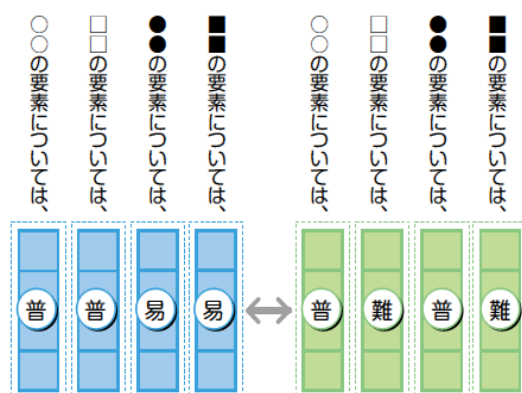 ○○の要素については、
□□の要素については、
●●の要素については、
■■の要素については、
普
普
易
易
○○の要素については、
□□の要素については、
●●の要素については、
■■の要素については、
普
難
普
難